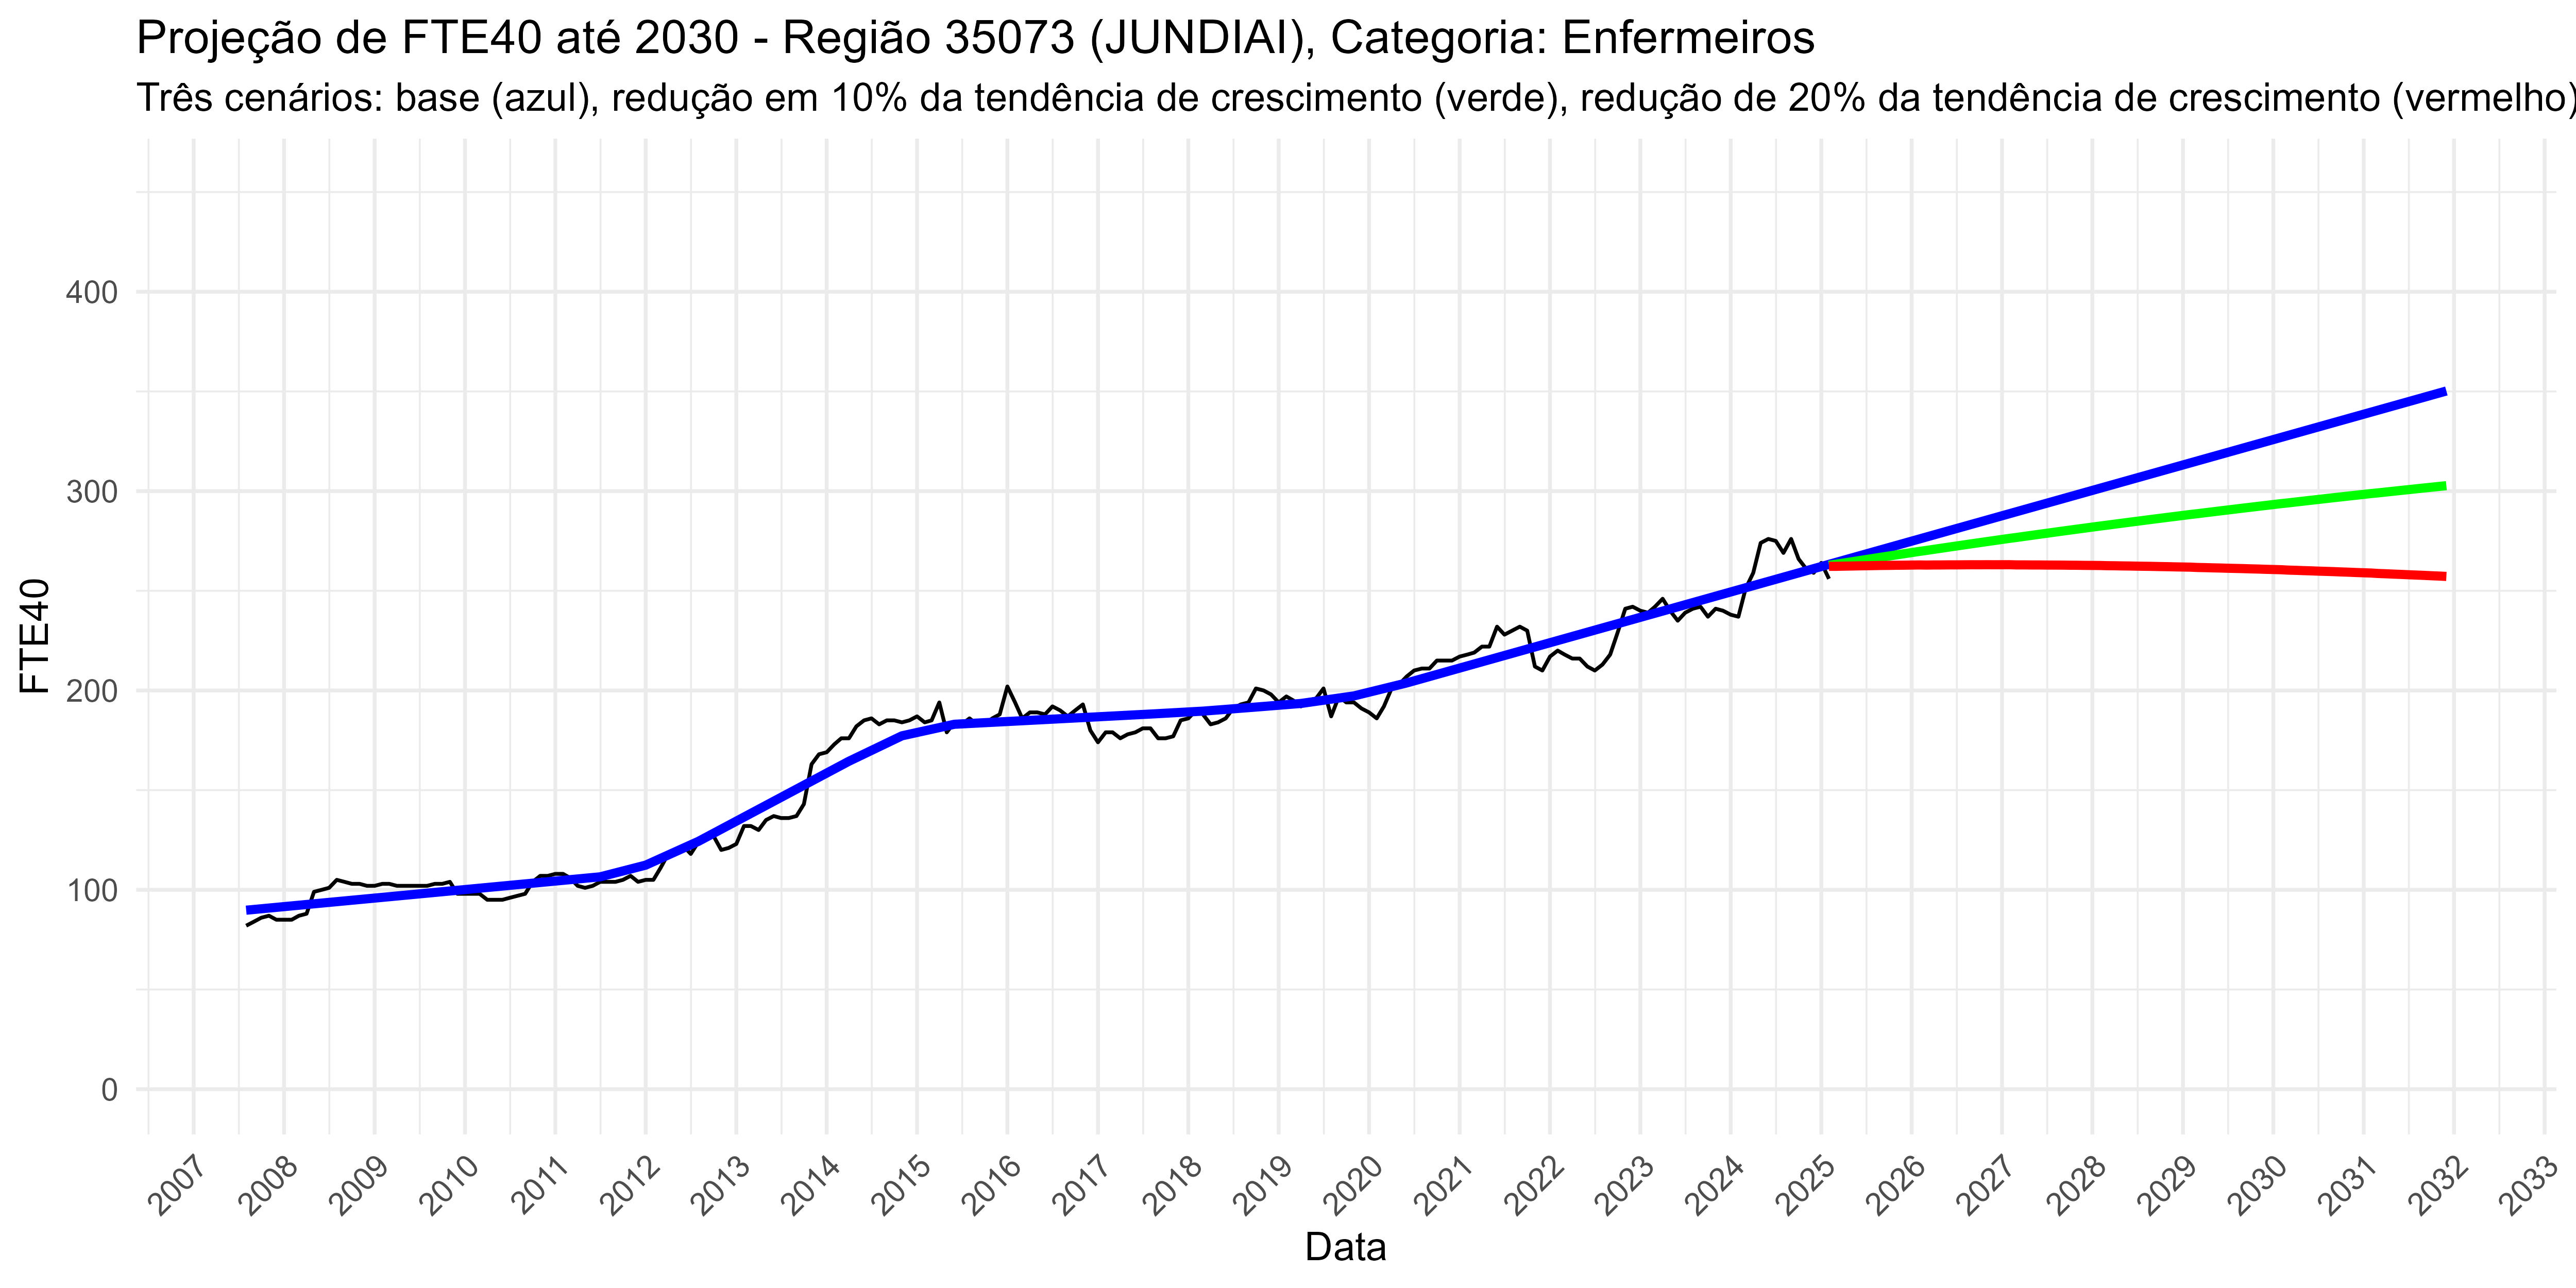 Projeção de FTE40 até 2030 - Região 35073 (JUNDIAI), Categoria: Enfermeiros
Três cenários: base (azul), redução em 10% da tendência de crescimento (verde), redução de 20% da tendência de crescimento (vermelho)
FTE40
400
300
200
100
0
2007 2008 2009 2010 2011 2012 2013 2014 2015 2016 2017 2018 2019 2020 2021 2022 2023 2024 2025 2026 2027 2028 2029 2030 2031 2032 2033
Data